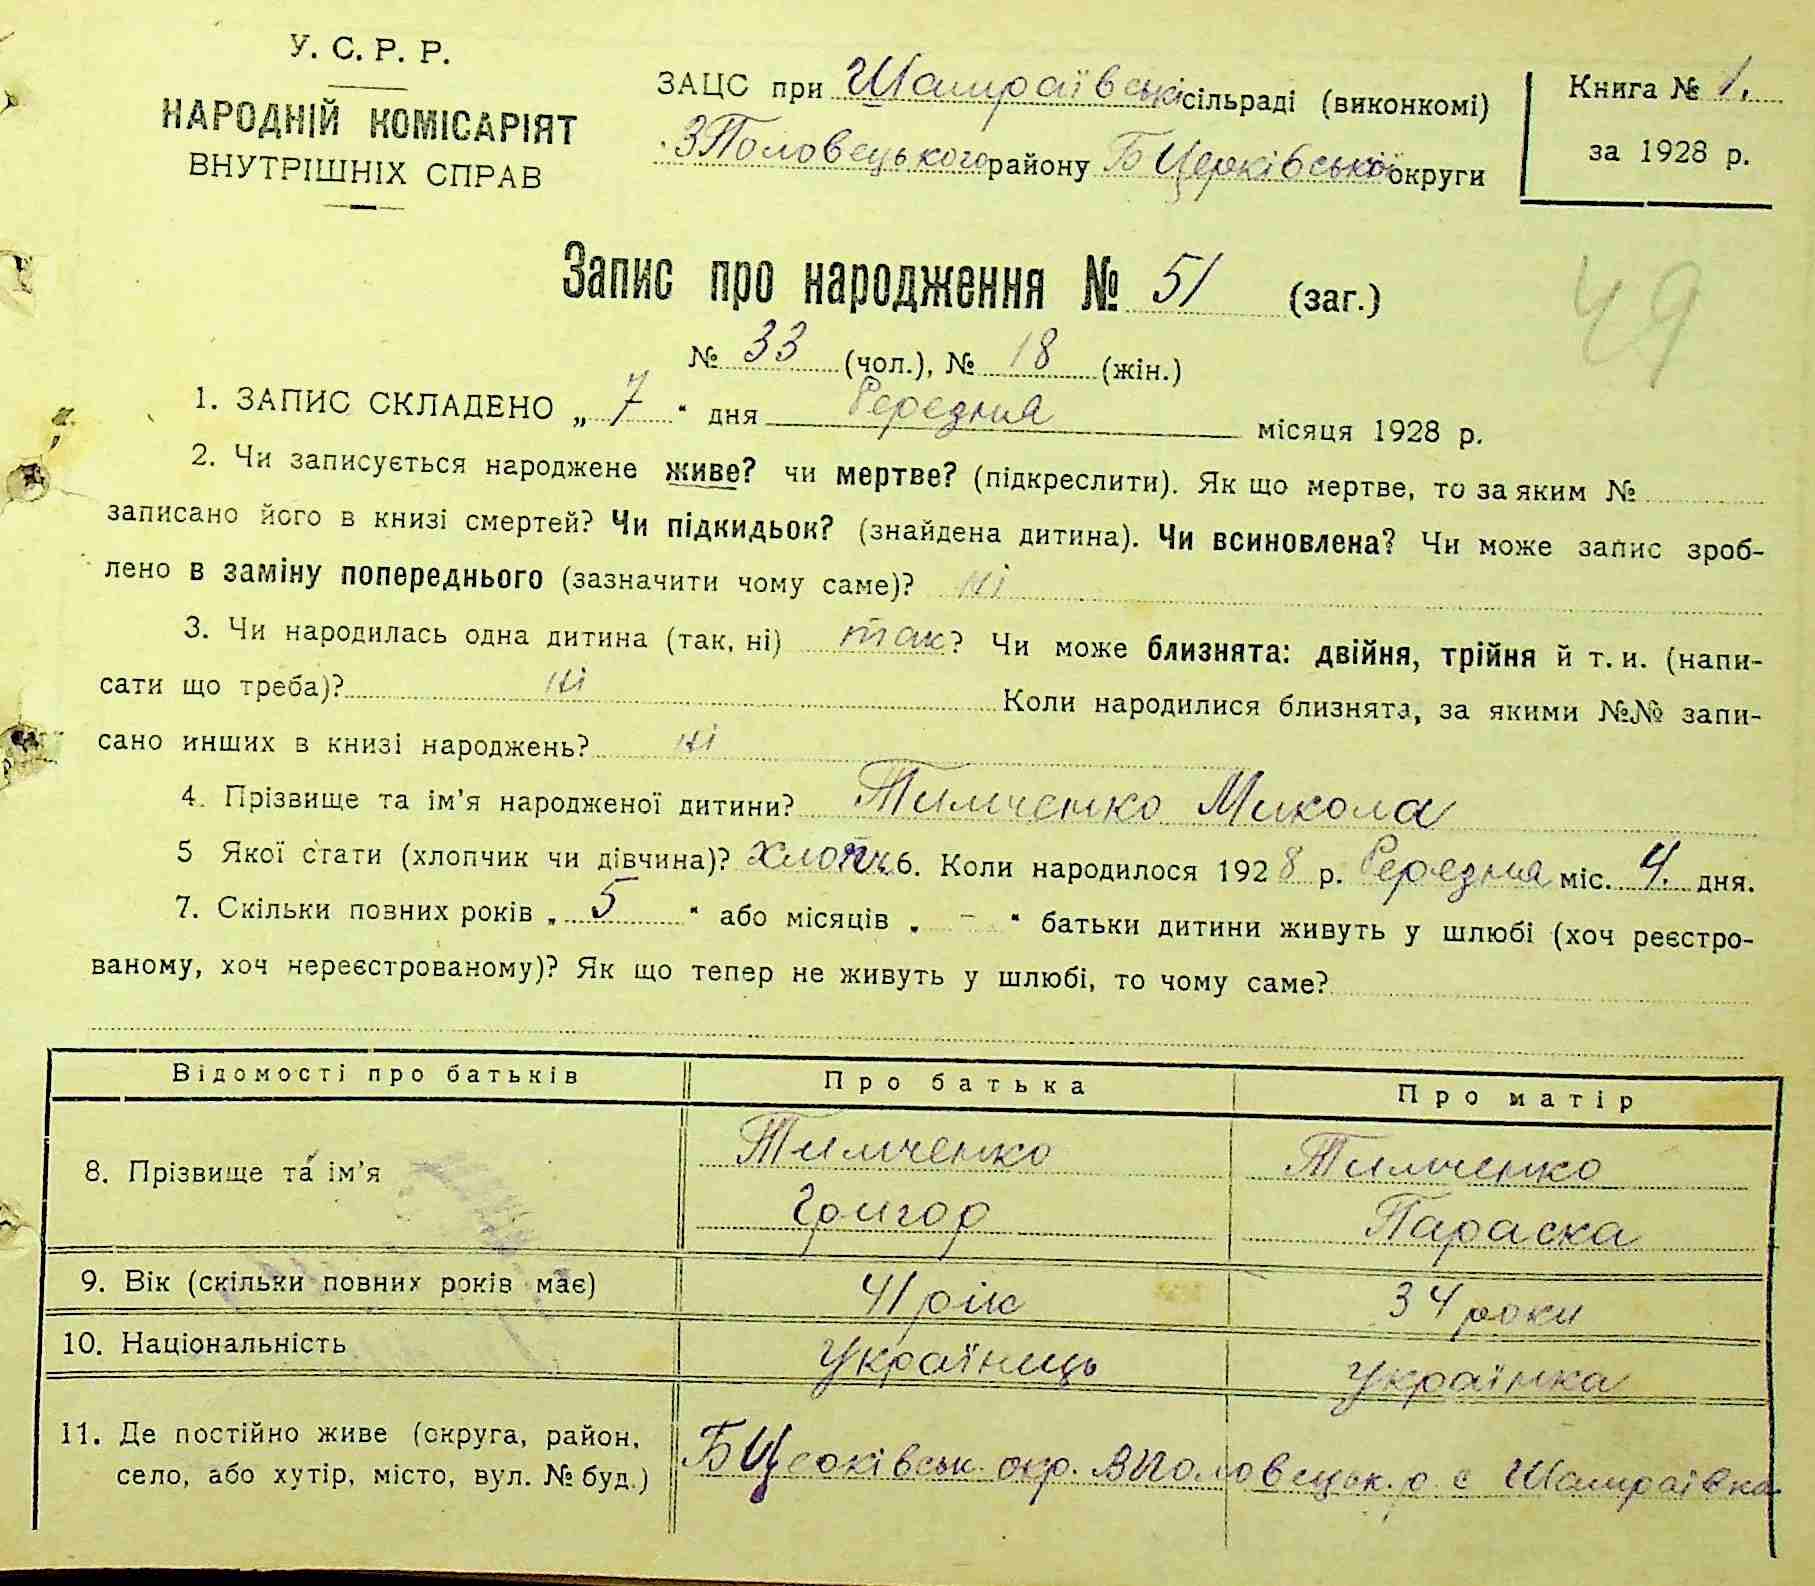 У. С. Р. Р.
НАРОДНІЙ КОМІСАРІЯТ
ВНУТРІШНІХ СПРАВ
ЗАЦС при Шамраївській сільраді (виконкомі)
З Половецького району Б Церківської округи
Книга № 1.
за 1928 р.
Запис про народження № 51 (заг.)
49
№ 33 (чол.), № 18 (жін.)
1. ЗАПИС СКЛАДЕНО „ 7 “ дня Березня місяця 1928 р.
2. Чи записується народжене живе? чи мертве? (підкреслити). Як що мертве, то за яким №
записано його в книзі смертей? Чи підкидьок? (знайдена дитина). Чи всиновлена? Чи може запис зроб-
лено в заміну попереднього (зазначити чому саме)? ні
3. Чи народилась одна дитина (так, ні) так? Чи може близнята: двійня, трійня й т. и. (напи-
сати що треба)? ні Коли народилися близнята, за якими №№ запи-
сано инших в книзі народжень? ні
4. Прізвище та ім’я народженої дитини? Тимченко Микола
5 Якої стати (хлопчик чи дівчина)? хлопч. 6. Коли народилося 1928 р. Березня міс. 4. дня.
7. Скільки повних років „ 5 “ або місяців „ - “ батьки дитини живуть у шлюбі (хоч реєстро-
ваному, хоч нереєстрованому)? Як що тепер не живуть у шлюбі, то чому саме?
Відомості про батьків Про батька Про матір
8. Прізвище та ім’я
Тимченко Тимченко
Григор Параска
9. Вік (скільки повних років має) 41 рік 34 роки
10. Національність Українць Українка
11. Де постійно живе (округа, район,
село, або хутір, місто, вул. № буд.)
БЦерківськ. окр. ВПоловецьк. р. с Шамраївка